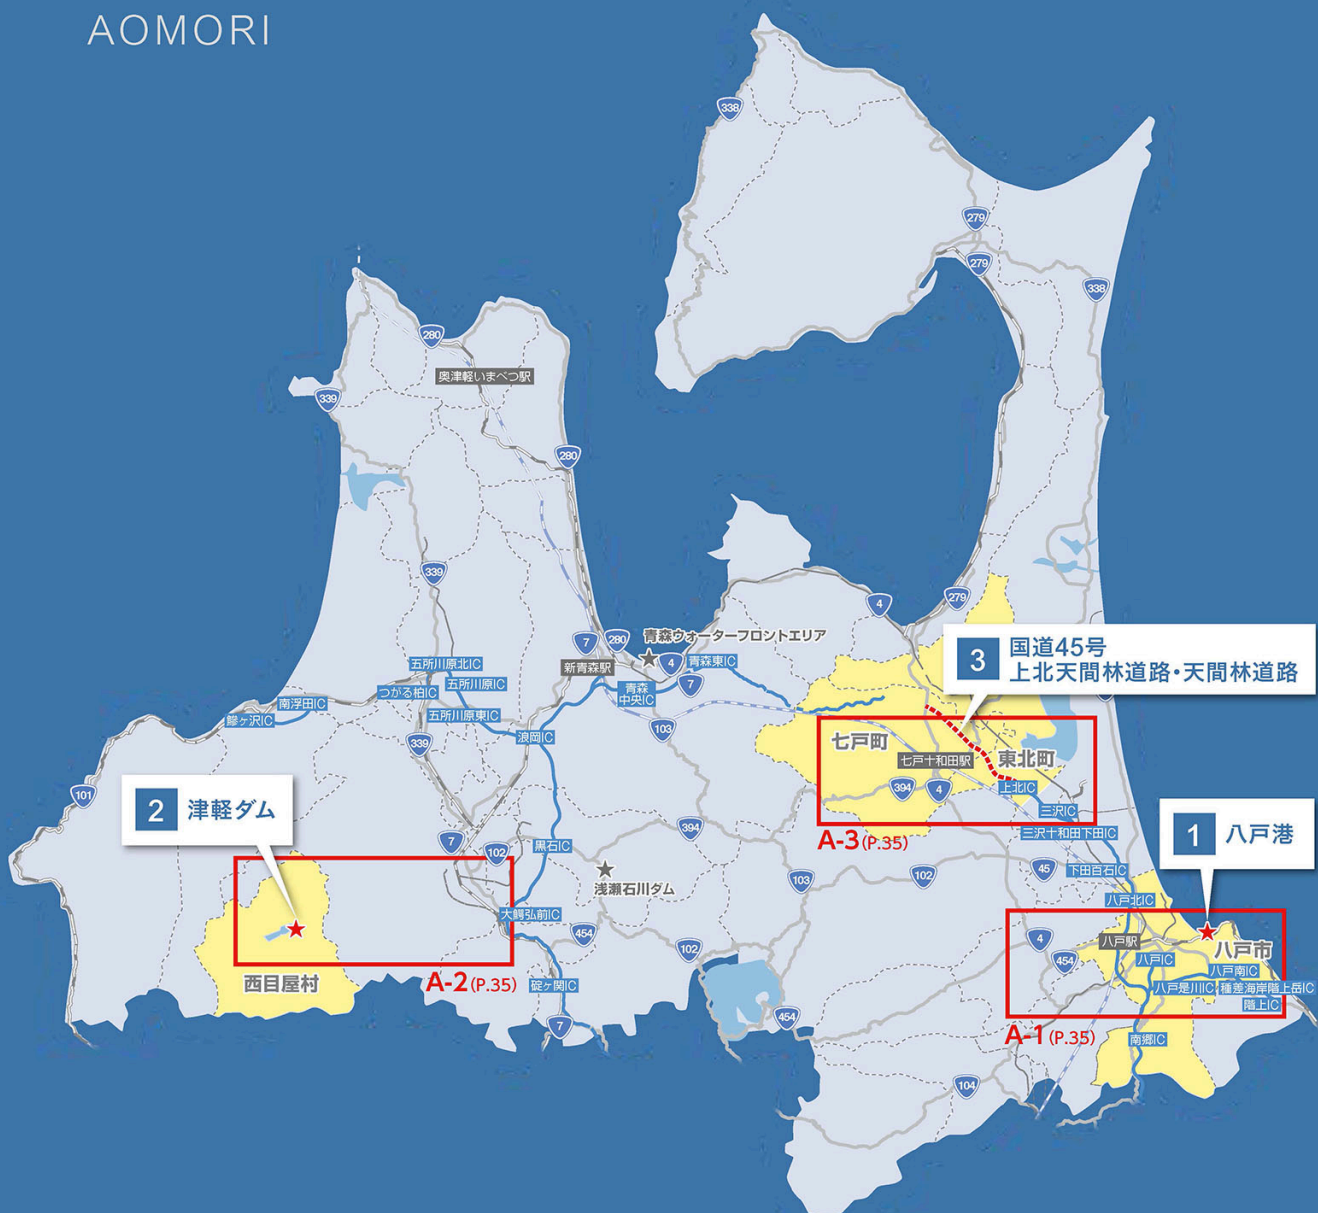 AOMORI
338
279
279
338
280
奥津軽いまべつ駅
339
280
339
4
279
7
280
青森ウォーターフロントエリア
新青森駅
4
青森東IC
7
青森
中央IC
3
国道45号
上北天間林道路・天間林道路
五所川原北IC
五所川原IC
つがる柏IC
五所川原東IC
南浮田IC
鰺ヶ沢IC
浪岡IC
339
103
七戸町
七戸十和田駅
東北町
394
4
上北IC
三沢IC
三沢十和田下田IC
A-3(P.35)
101
2
津軽ダム
7
102
黒石IC
394
浅瀬石川ダム
103
102
45
下田百石IC
八戸北IC
1
八戸港
大鰐弘前IC
454
102
西目屋村
A-2(P.35)
碇ヶ関IC
7
454
4
454
八戸駅
八戸市
八戸IC
八戸南IC
八戸是川IC
種差海岸階上岳IC
階上IC
A-1(P.35)
南郷IC
104